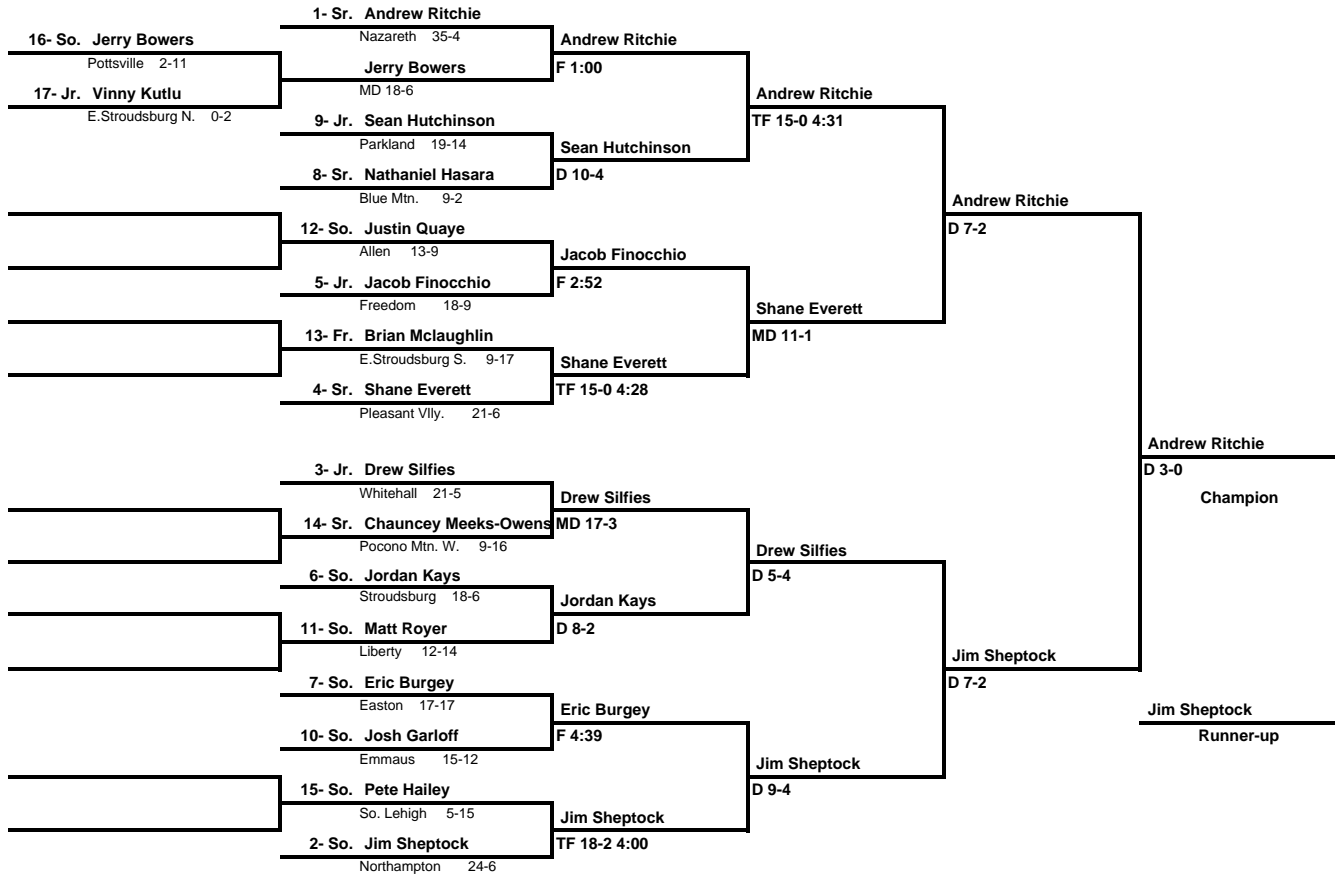 1- Sr. Andrew Ritchie
Nazareth 35-4
16- So. Jerry Bowers
Pottsville 2-11
Andrew Ritchie
F 1:00
Jerry Bowers
MD 18-6
17- Jr. Vinny Kutlu
E.Stroudsburg N. 0-2
Andrew Ritchie
TF 15-0 4:31
9- Jr. Sean Hutchinson
Parkland 19-14
Sean Hutchinson
D 10-4
8- Sr. Nathaniel Hasara
Blue Mtn. 9-2
Andrew Ritchie
D 7-2
12- So. Justin Quaye
Allen 13-9
Jacob Finocchio
F 2:52
5- Jr. Jacob Finocchio
Freedom 18-9
Shane Everett
MD 11-1
13- Fr. Brian Mclaughlin
E.Stroudsburg S. 9-17
Shane Everett
TF 15-0 4:28
4- Sr. Shane Everett
Pleasant Vlly. 21-6
Andrew Ritchie
D 3-0
Champion
3- Jr. Drew Silfies
Whitehall 21-5
Drew Silfies
MD 17-3
14- Sr. Chauncey Meeks-Owens
Pocono Mtn. W. 9-16
Drew Silfies
D 5-4
6- So. Jordan Kays
Stroudsburg 18-6
Jordan Kays
D 8-2
11- So. Matt Royer
Liberty 12-14
Jim Sheptock
D 7-2
7- So. Eric Burgey
Easton 17-17
Eric Burgey
F 4:39
10- So. Josh Garloff
Emmaus 15-12
Jim Sheptock
Runner-up
Jim Sheptock
D 9-4
15- So. Pete Hailey
So. Lehigh 5-15
Jim Sheptock
TF 18-2 4:00
2- So. Jim Sheptock
Northampton 24-6